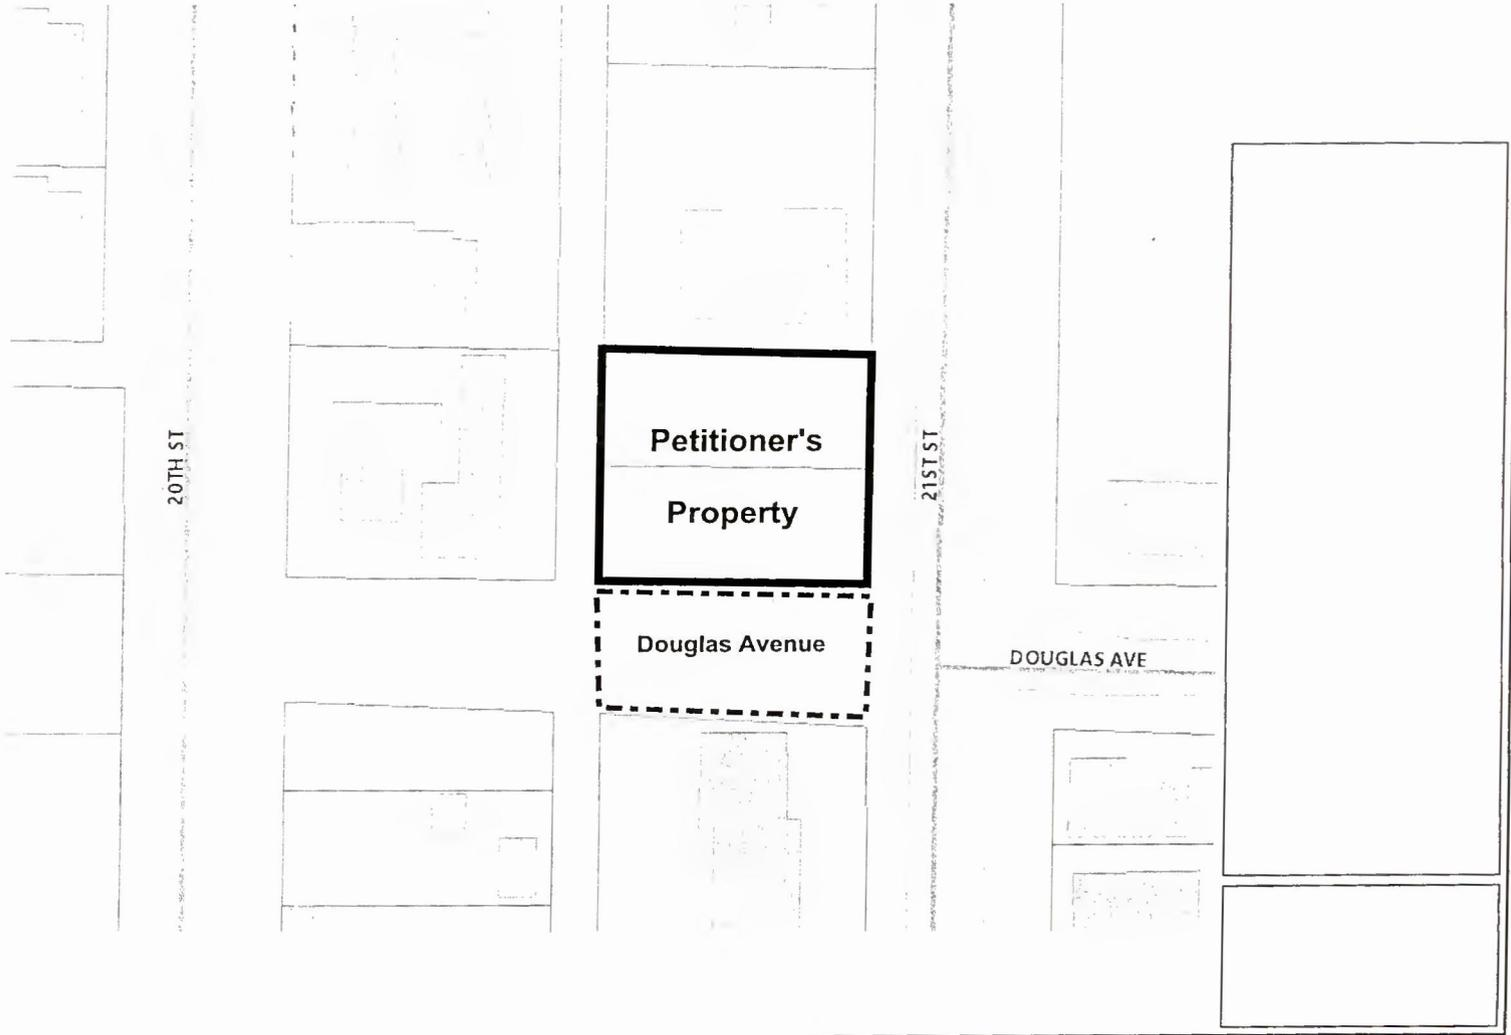 Petitioner's
20TH ST
21ST ST
Property
Douglas Avenue
DOUGLAS AVE